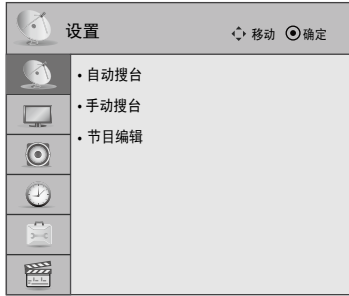 设置 移动 ⦿确定
• 自动搜台
• 手动搜台
• 节目编辑